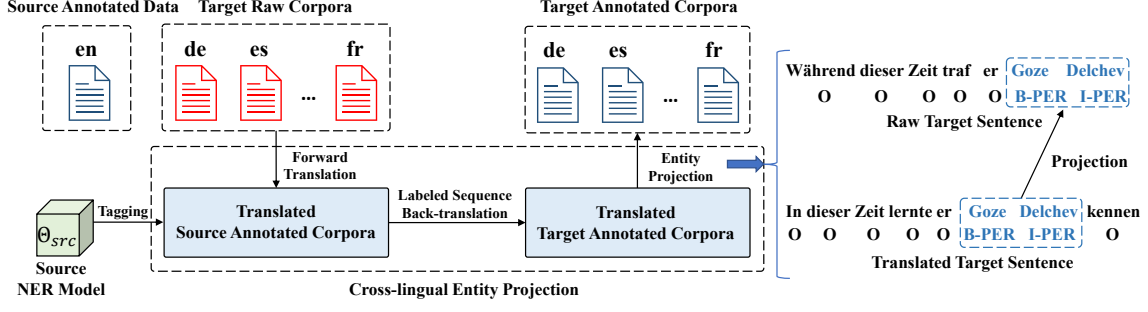 Source Annotated Data
Target Raw Corpora
Target Annotated Corpora
en
de es fr
...
de es fr
...
Forward
Translation
Entity
Projection
Tagging
Θsrc
Source
NER Model
Translated
Source Annotated Corpora
Labeled Sequence
Back-translation
Translated
Target Annotated Corpora
Cross-lingual Entity Projection
Während dieser Zeit traf er Goze Delchev
O O O O O B-PER I-PER
Raw Target Sentence
Projection
In dieser Zeit lernte er Goze Delchev kennen
O O O O O B-PER I-PER O
Translated Target Sentence